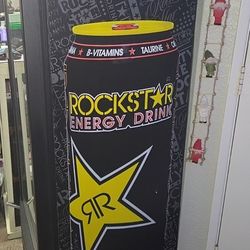 ★ B-VITAMINS ★ TAURINE ★
ROCKSTAR
ENERGY DRINK
R